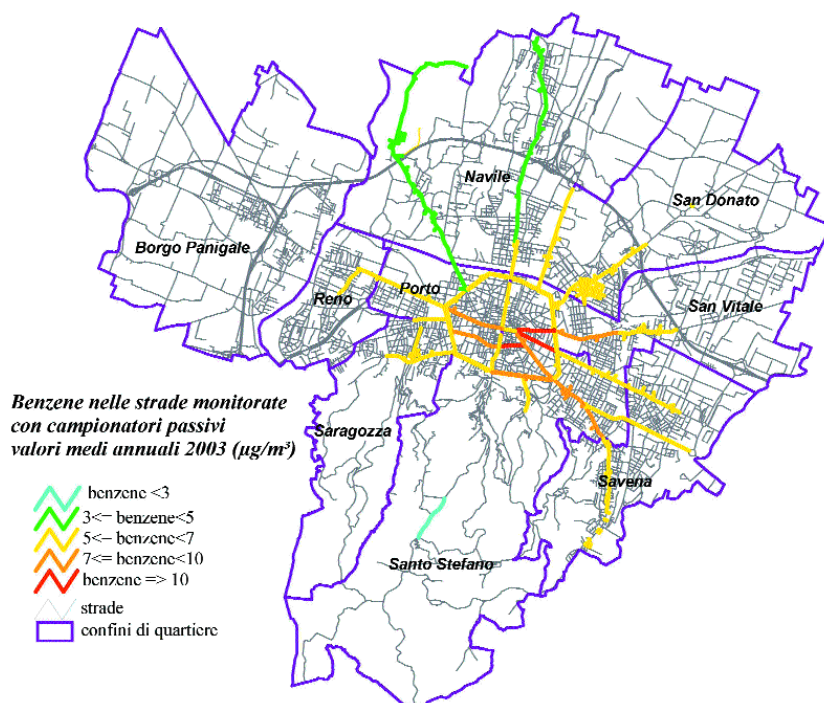 Navile
San Donato
Borgo Panigale
Reno
Porto
San Vitale
Saragozza
Savena
Santo Stefano
Benzene nelle strade monitorate
con campionatori passivi
valori medi annuali 2003 (µg/m³)
benzene <3
3<= benzene<5
5<= benzene<7
7<= benzene<10
benzene => 10
strade
confini di quartiere